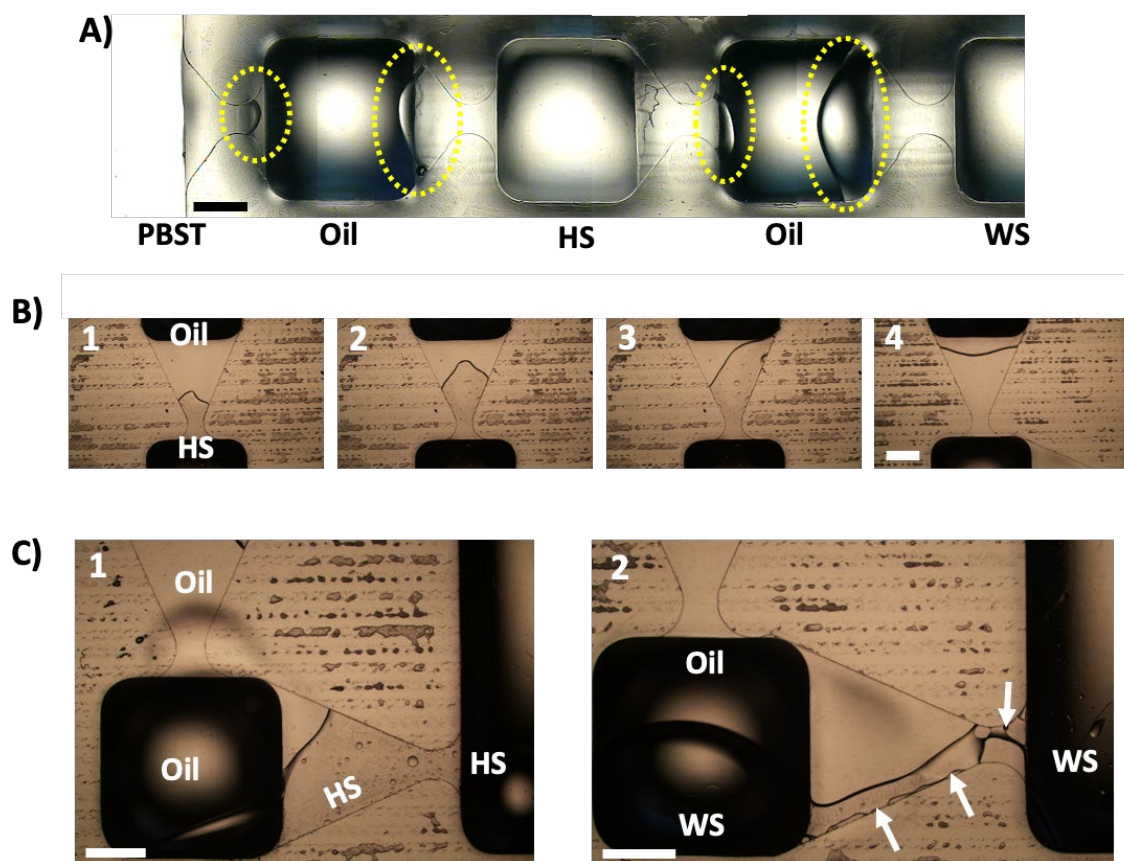 A)
PBST Oil HS Oil WS
B)
1 Oil HS
2
3
4
C)
1 Oil Oil HS HS
2 Oil WS WS